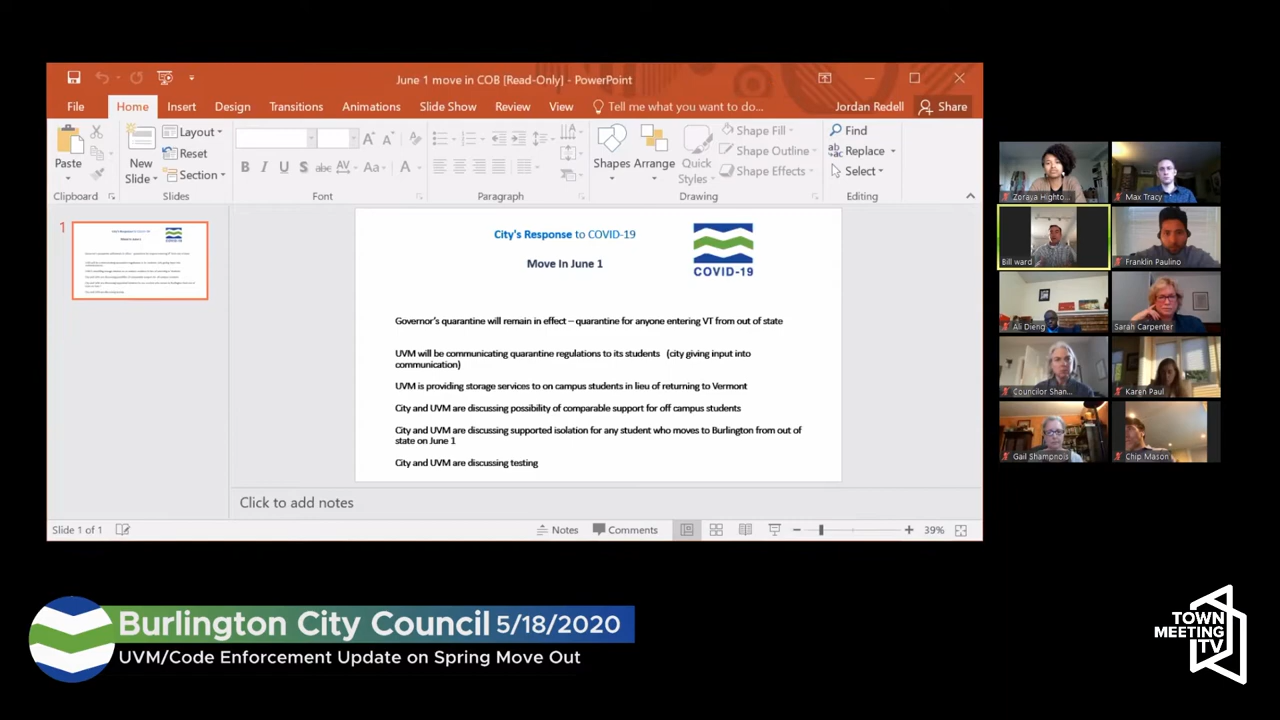 June 1 move in COB [Read-Only] - PowerPoint
File Home Insert Design Transitions Animations Slide Show Review View Tell me what you want to do... Jordan Redell Share
Paste
New
Slide
Layout
Reset
Section
B I U S abc AV Aa A
Shapes
Arrange
Quick
Styles
Shape Fill
Shape Outline
Shape Effects
Find
Replace
Select
Clipboard Slides Font Paragraph Drawing Editing
1
City's Response to COVID-19
Move In June 1
COVID-19
Governor's quarantine will remain in effect – quarantine for anyone entering VT from out of state
UVM will be communicating quarantine regulations to its students (city giving input into
communication)
UVM is providing storage services to on campus students in lieu of returning to Vermont
City and UVM are discussing possibility of comparable support for off campus students
City and UVM are discussing supported isolation for any student who moves to Burlington from out of
state on June 1
City and UVM are discussing testing
Click to add notes
Slide 1 of 1 Notes Comments 39%
Zoraya Highto...
Max Tracy
Bill ward
Franklin Paulino
Ali Dieng
Sarah Carpenter
Councilor Shan...
Karen Paul
Gail Shampnois
Chip Mason
Burlington City Council 5/18/2020
UVM/Code Enforcement Update on Spring Move Out
TOWN
MEETING
TV